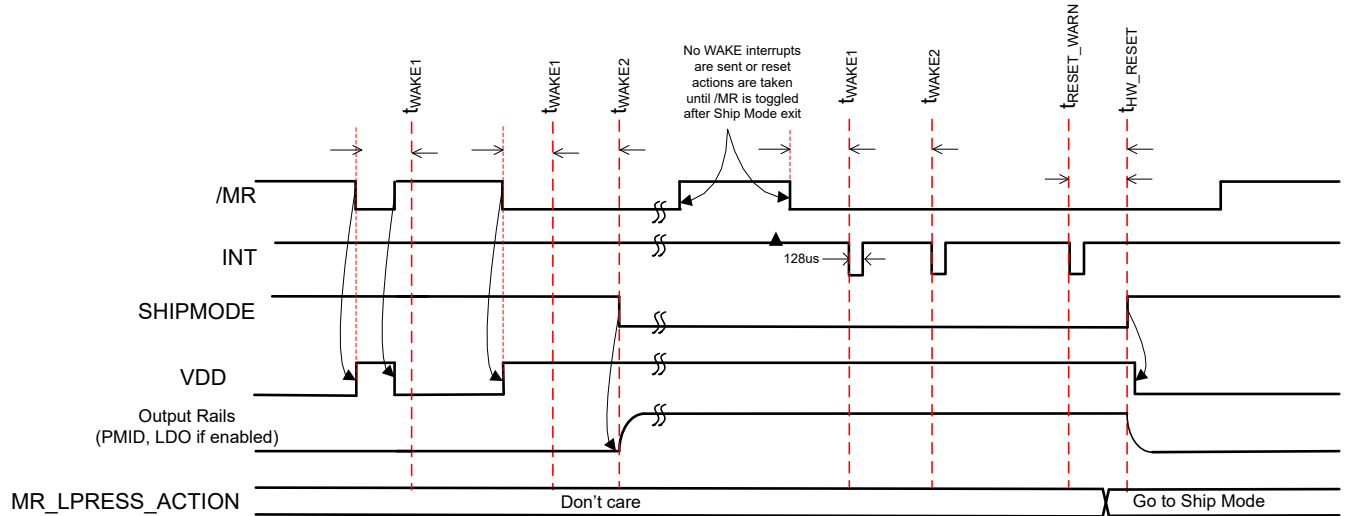 No WAKE interrupts
are sent or reset
actions are taken
until /MR is toggled
after Ship Mode exit
tWAKE1
tWAKE1
tWAKE2
tWAKE1
tWAKE2
tRESET_WARN
tHW_RESET
/MR
INT
128us
SHIPMODE
VDD
Output Rails
(PMID, LDO if enabled)
MR_LPRESS_ACTION
Don't care
Go to Ship Mode